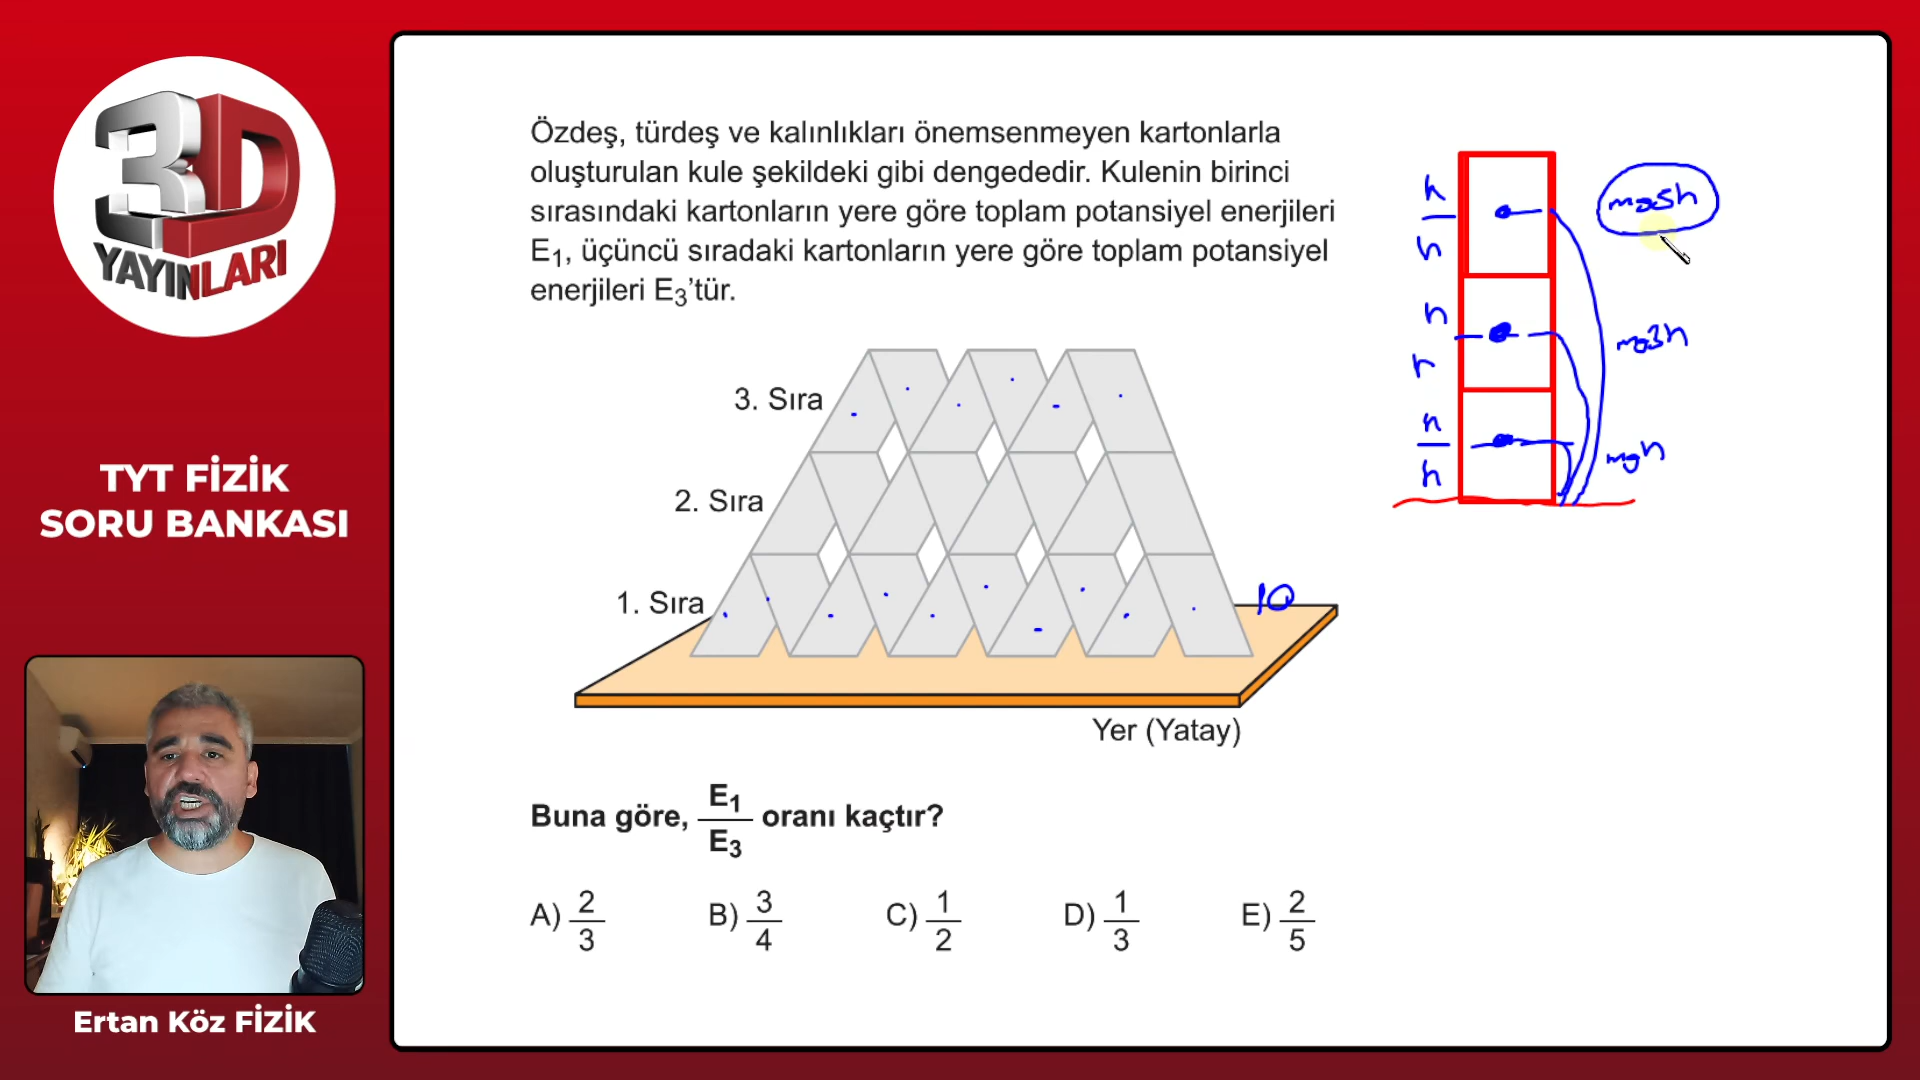 3D
YAYINLARI
TYT FİZİK
SORU BANKASI
Ertan Köz FİZİK
Özdeş, türdeş ve kalınlıkları önemsenmeyen kartonlarla
oluşturulan kule şekildeki gibi dengededir. Kulenin birinci
sırasındaki kartonların yere göre toplam potansiyel enerjileri
E₁, üçüncü sıradaki kartonların yere göre toplam potansiyel
enerjileri E₃'tür.
3. Sıra
2. Sıra
1. Sıra
10
Yer (Yatay)
h
h
h
h
h
h
mg5h
mg3h
mgh
Buna göre, E₁/E₃ oranı kaçtır?
A) 2/3 B) 3/4 C) 1/2 D) 1/3 E) 2/5